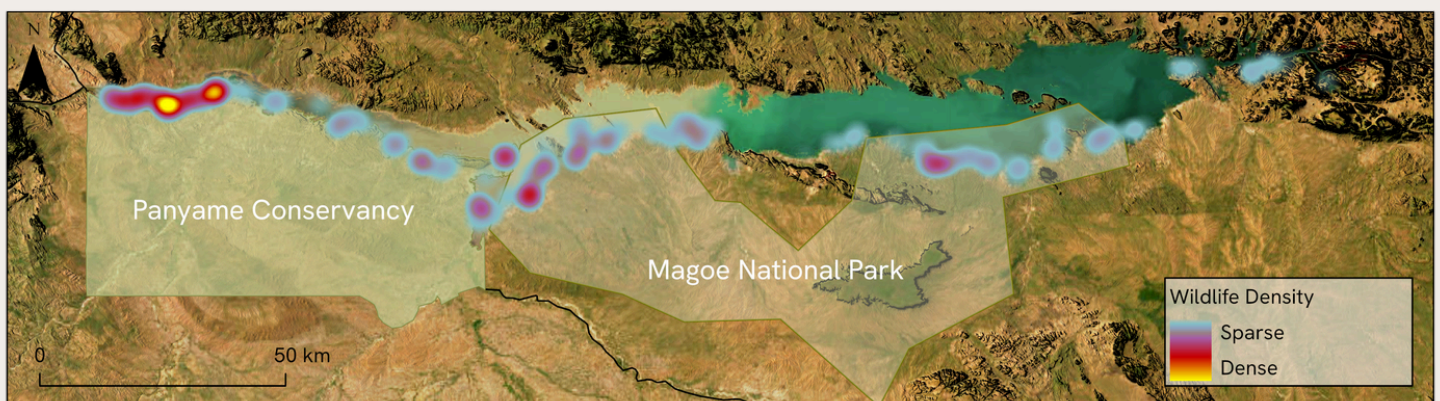 N
Panyame Conservancy
Magoe National Park
Wildlife Density
Sparse
Dense
0 50 km